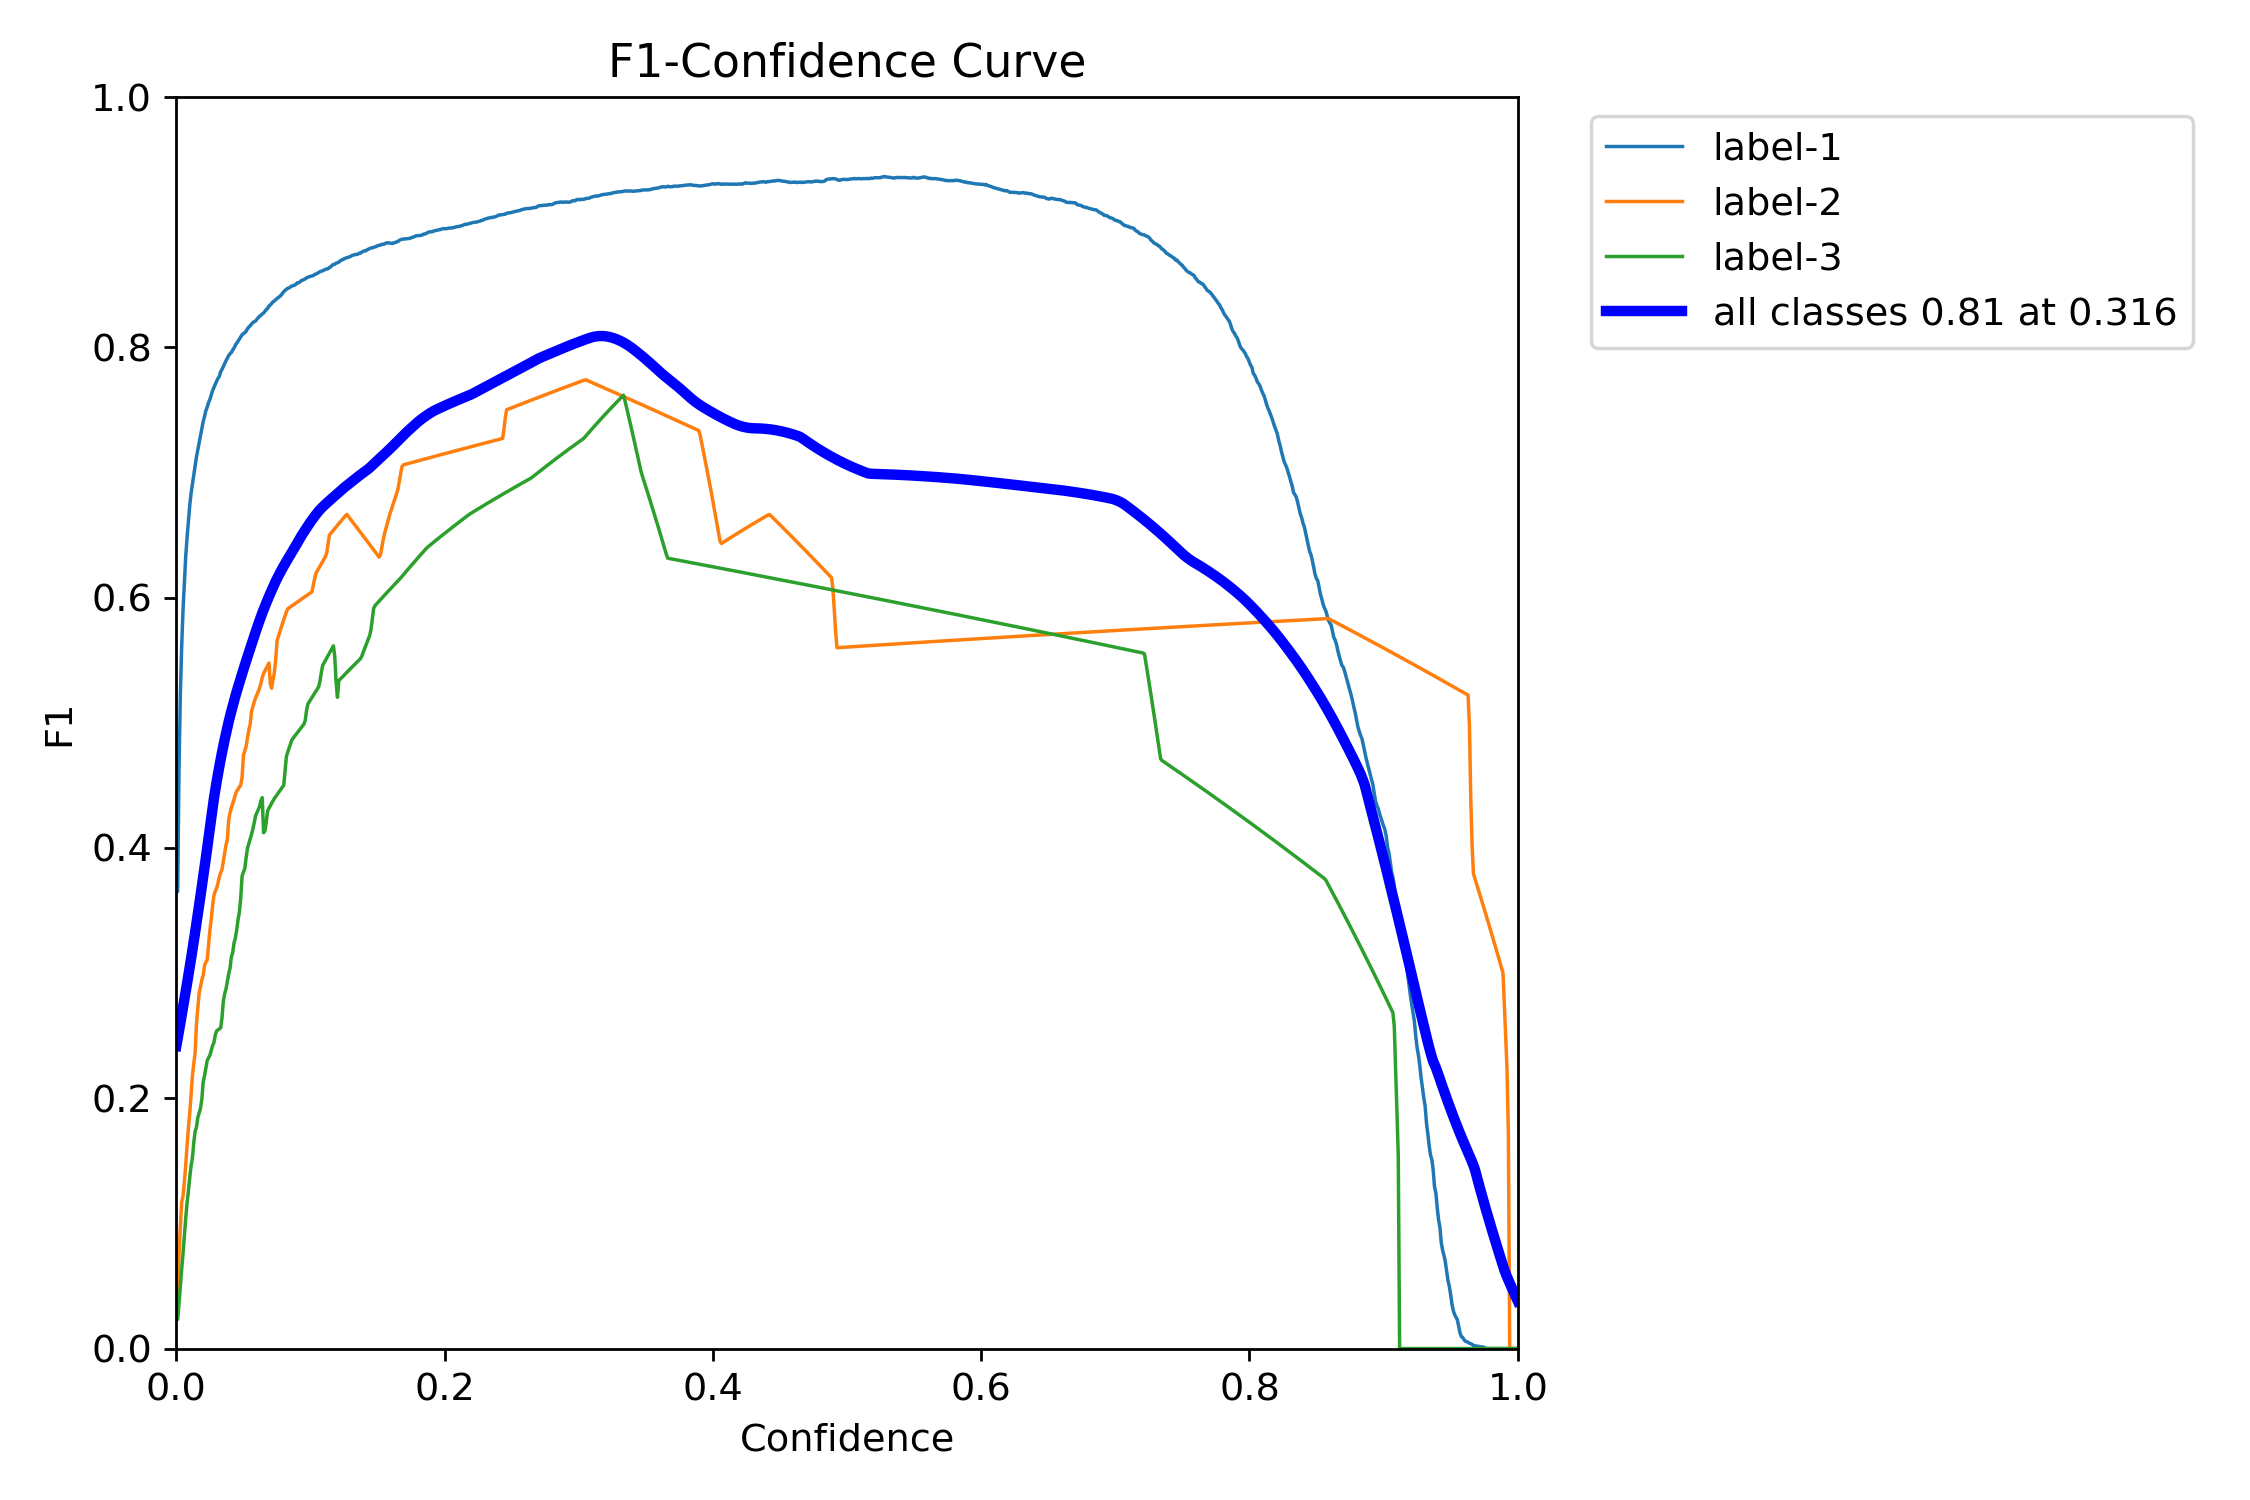 F1-Confidence Curve
1.0
0.8
0.6
0.4
0.2
0.0
F1
0.0 0.2 0.4 0.6 0.8 1.0
Confidence
label-1
label-2
label-3
all classes 0.81 at 0.316